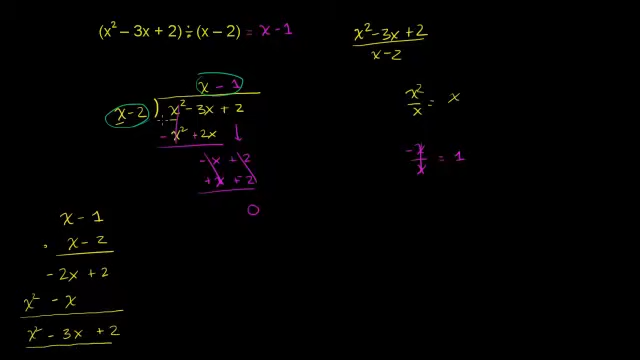 (x² − 3x + 2) ÷ (x − 2) = x − 1
x² − 3x + 2
x − 2
x − 1
x − 2 ) x² − 3x + 2
− x² + 2x
− x + 2
+ x − 2
0
x²/x = x
−x/x = 1
x − 1
· x − 2
− 2x + 2
x² − x
x² − 3x + 2